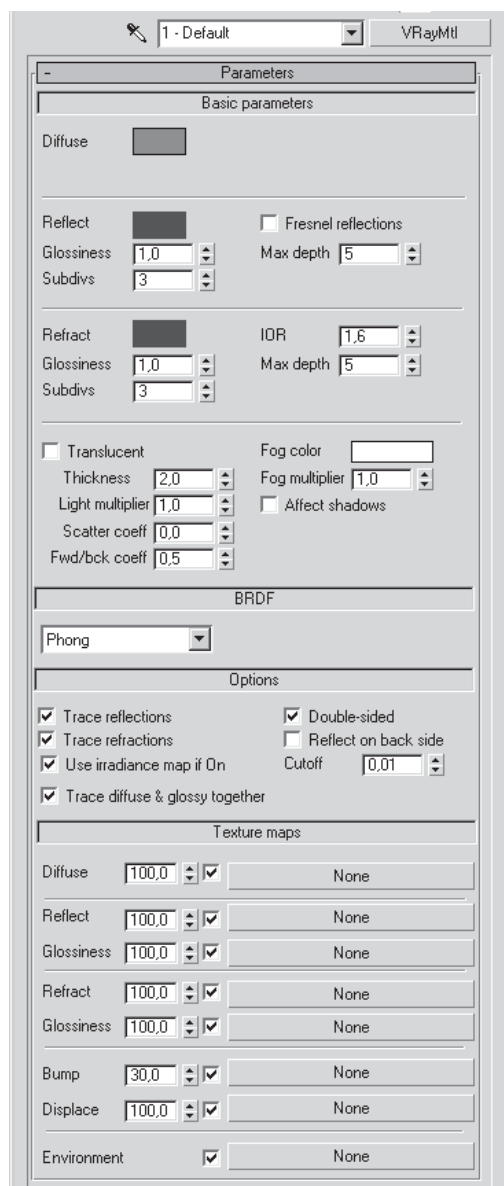 1 - Default VRayMtl
- Parameters
Basic parameters
Diffuse
Reflect Fresnel reflections
Glossiness 1,0 Max depth 5
Subdivs 3
Refract IOR 1,6
Glossiness 1,0 Max depth 5
Subdivs 3
Translucent Fog color
Thickness 2,0 Fog multiplier 1,0
Light multiplier 1,0 Affect shadows
Scatter coeff 0,0
Fwd/bck coeff 0,5
BRDF
Phong
Options
Trace reflections Double-sided
Trace refractions Reflect on back side
Use irradiance map if On Cutoff 0,01
Trace diffuse & glossy together
Texture maps
Diffuse 100,0 None
Reflect 100,0 None
Glossiness 100,0 None
Refract 100,0 None
Glossiness 100,0 None
Bump 30,0 None
Displace 100,0 None
Environment None